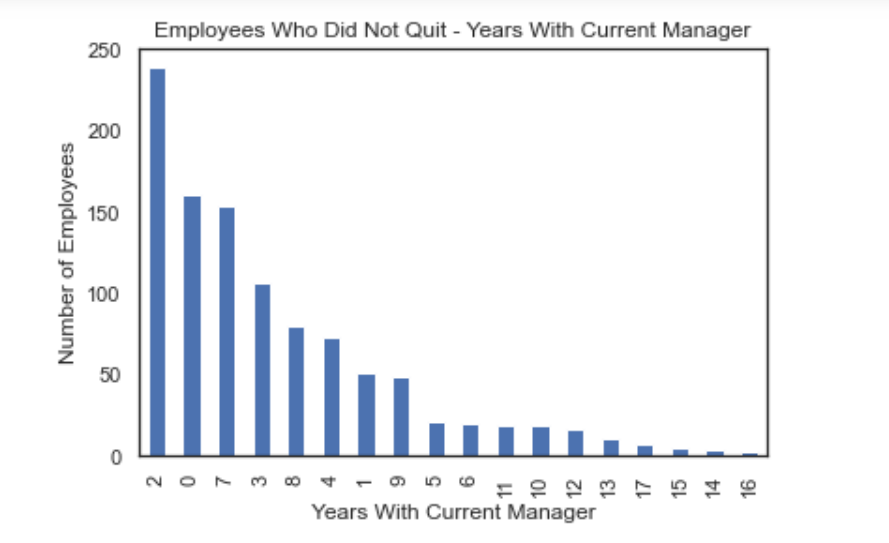 Employees Who Did Not Quit - Years With Current Manager
250
200
150
100
50
0
Number of Employees
2 0 7 3 8 4 1 9 5 6 11 10 12 13 17 15 14 16
Years With Current Manager